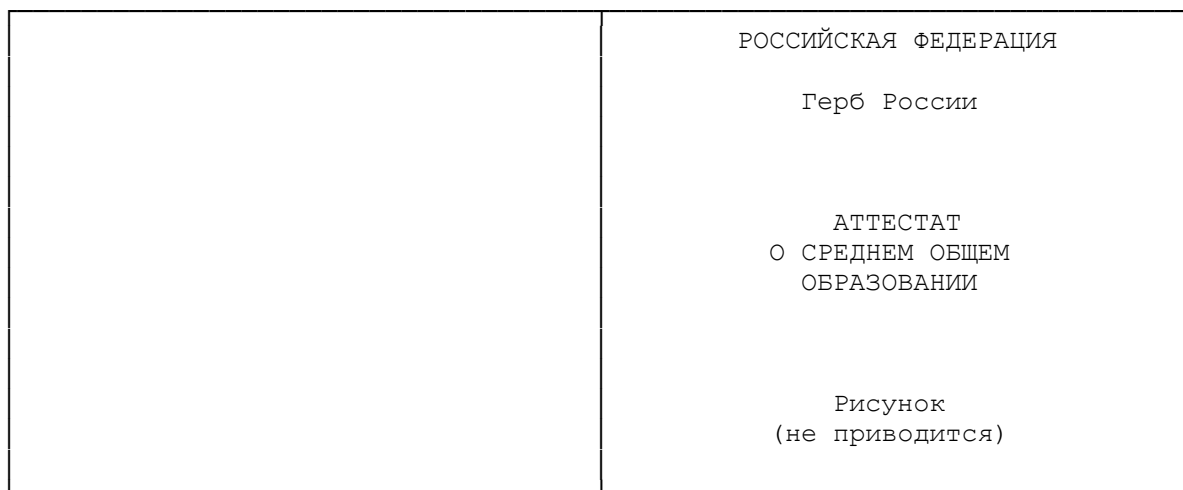 РОССИЙСКАЯ ФЕДЕРАЦИЯ
Герб России
АТТЕСТАТ
О СРЕДНЕМ ОБЩЕМ
ОБРАЗОВАНИИ
Рисунок
(не приводится)